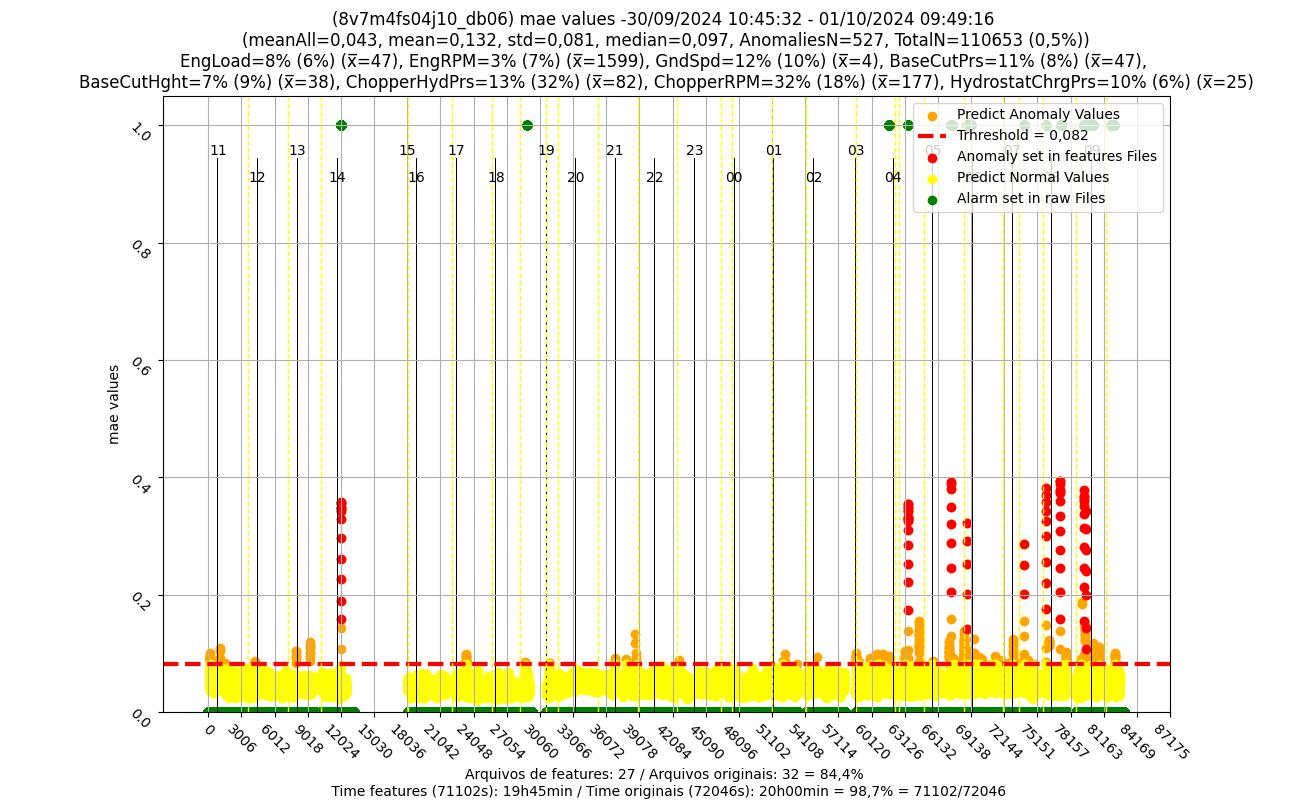 (8v7m4fs04j10_db06) mae values -30/09/2024 10:45:32 - 01/10/2024 09:49:16
(meanAll=0,043, mean=0,132, std=0,081, median=0,097, AnomaliesN=527, TotalN=110653 (0,5%))
EngLoad=8% (6%) (x̅=47), EngRPM=3% (7%) (x̅=1599), GndSpd=12% (10%) (x̅=4), BaseCutPrs=11% (8%) (x̅=47),
BaseCutHght=7% (9%) (x̅=38), ChopperHydPrs=13% (32%) (x̅=82), ChopperRPM=32% (18%) (x̅=177), HydrostatChrgPrs=10% (6%) (x̅=25)
Predict Anomaly Values
Trhreshold = 0,082
Anomaly set in features Files
Predict Normal Values
Alarm set in raw Files
11 13 15 17 19 21 23 01 03 05 07 09
12 14 16 18 20 22 00 02 04
mae values
1.0
0.8
0.6
0.4
0.2
0.0
0 3006 6012 9018 12024 15030 18036 21042 24048 27054 30060 33066 36072 39078 42084 45090 48096 51102 54108 57114 60120 63126 66132 69138 72144 75151 78157 81163 84169 87175
Arquivos de features: 27 / Arquivos originais: 32 = 84,4%
Time features (71102s): 19h45min / Time originais (72046s): 20h00min = 98,7% = 71102/72046